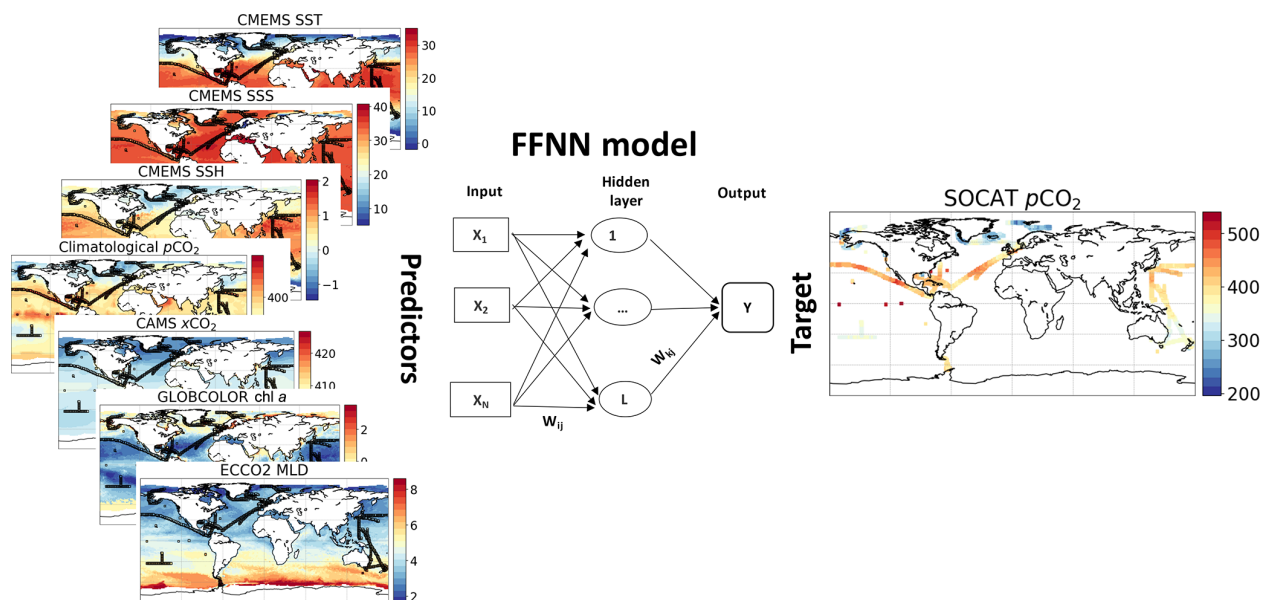 CMEMS SST
30
20
10
0
CMEMS SSS
40
30
20
10
CMEMS SSH
2
1
0
−1
Climatological pCO₂
400
CAMS xCO₂
420
410
GLOBCOLOR chl a
2
0
ECCO2 MLD
8
6
4
2
Predictors
FFNN model
Input
Hidden
layer
Output
X₁
1
X₂
...
Y
Xₙ
L
Wᵢⱼ
Wₖⱼ
Target
SOCAT pCO₂
500
400
300
200